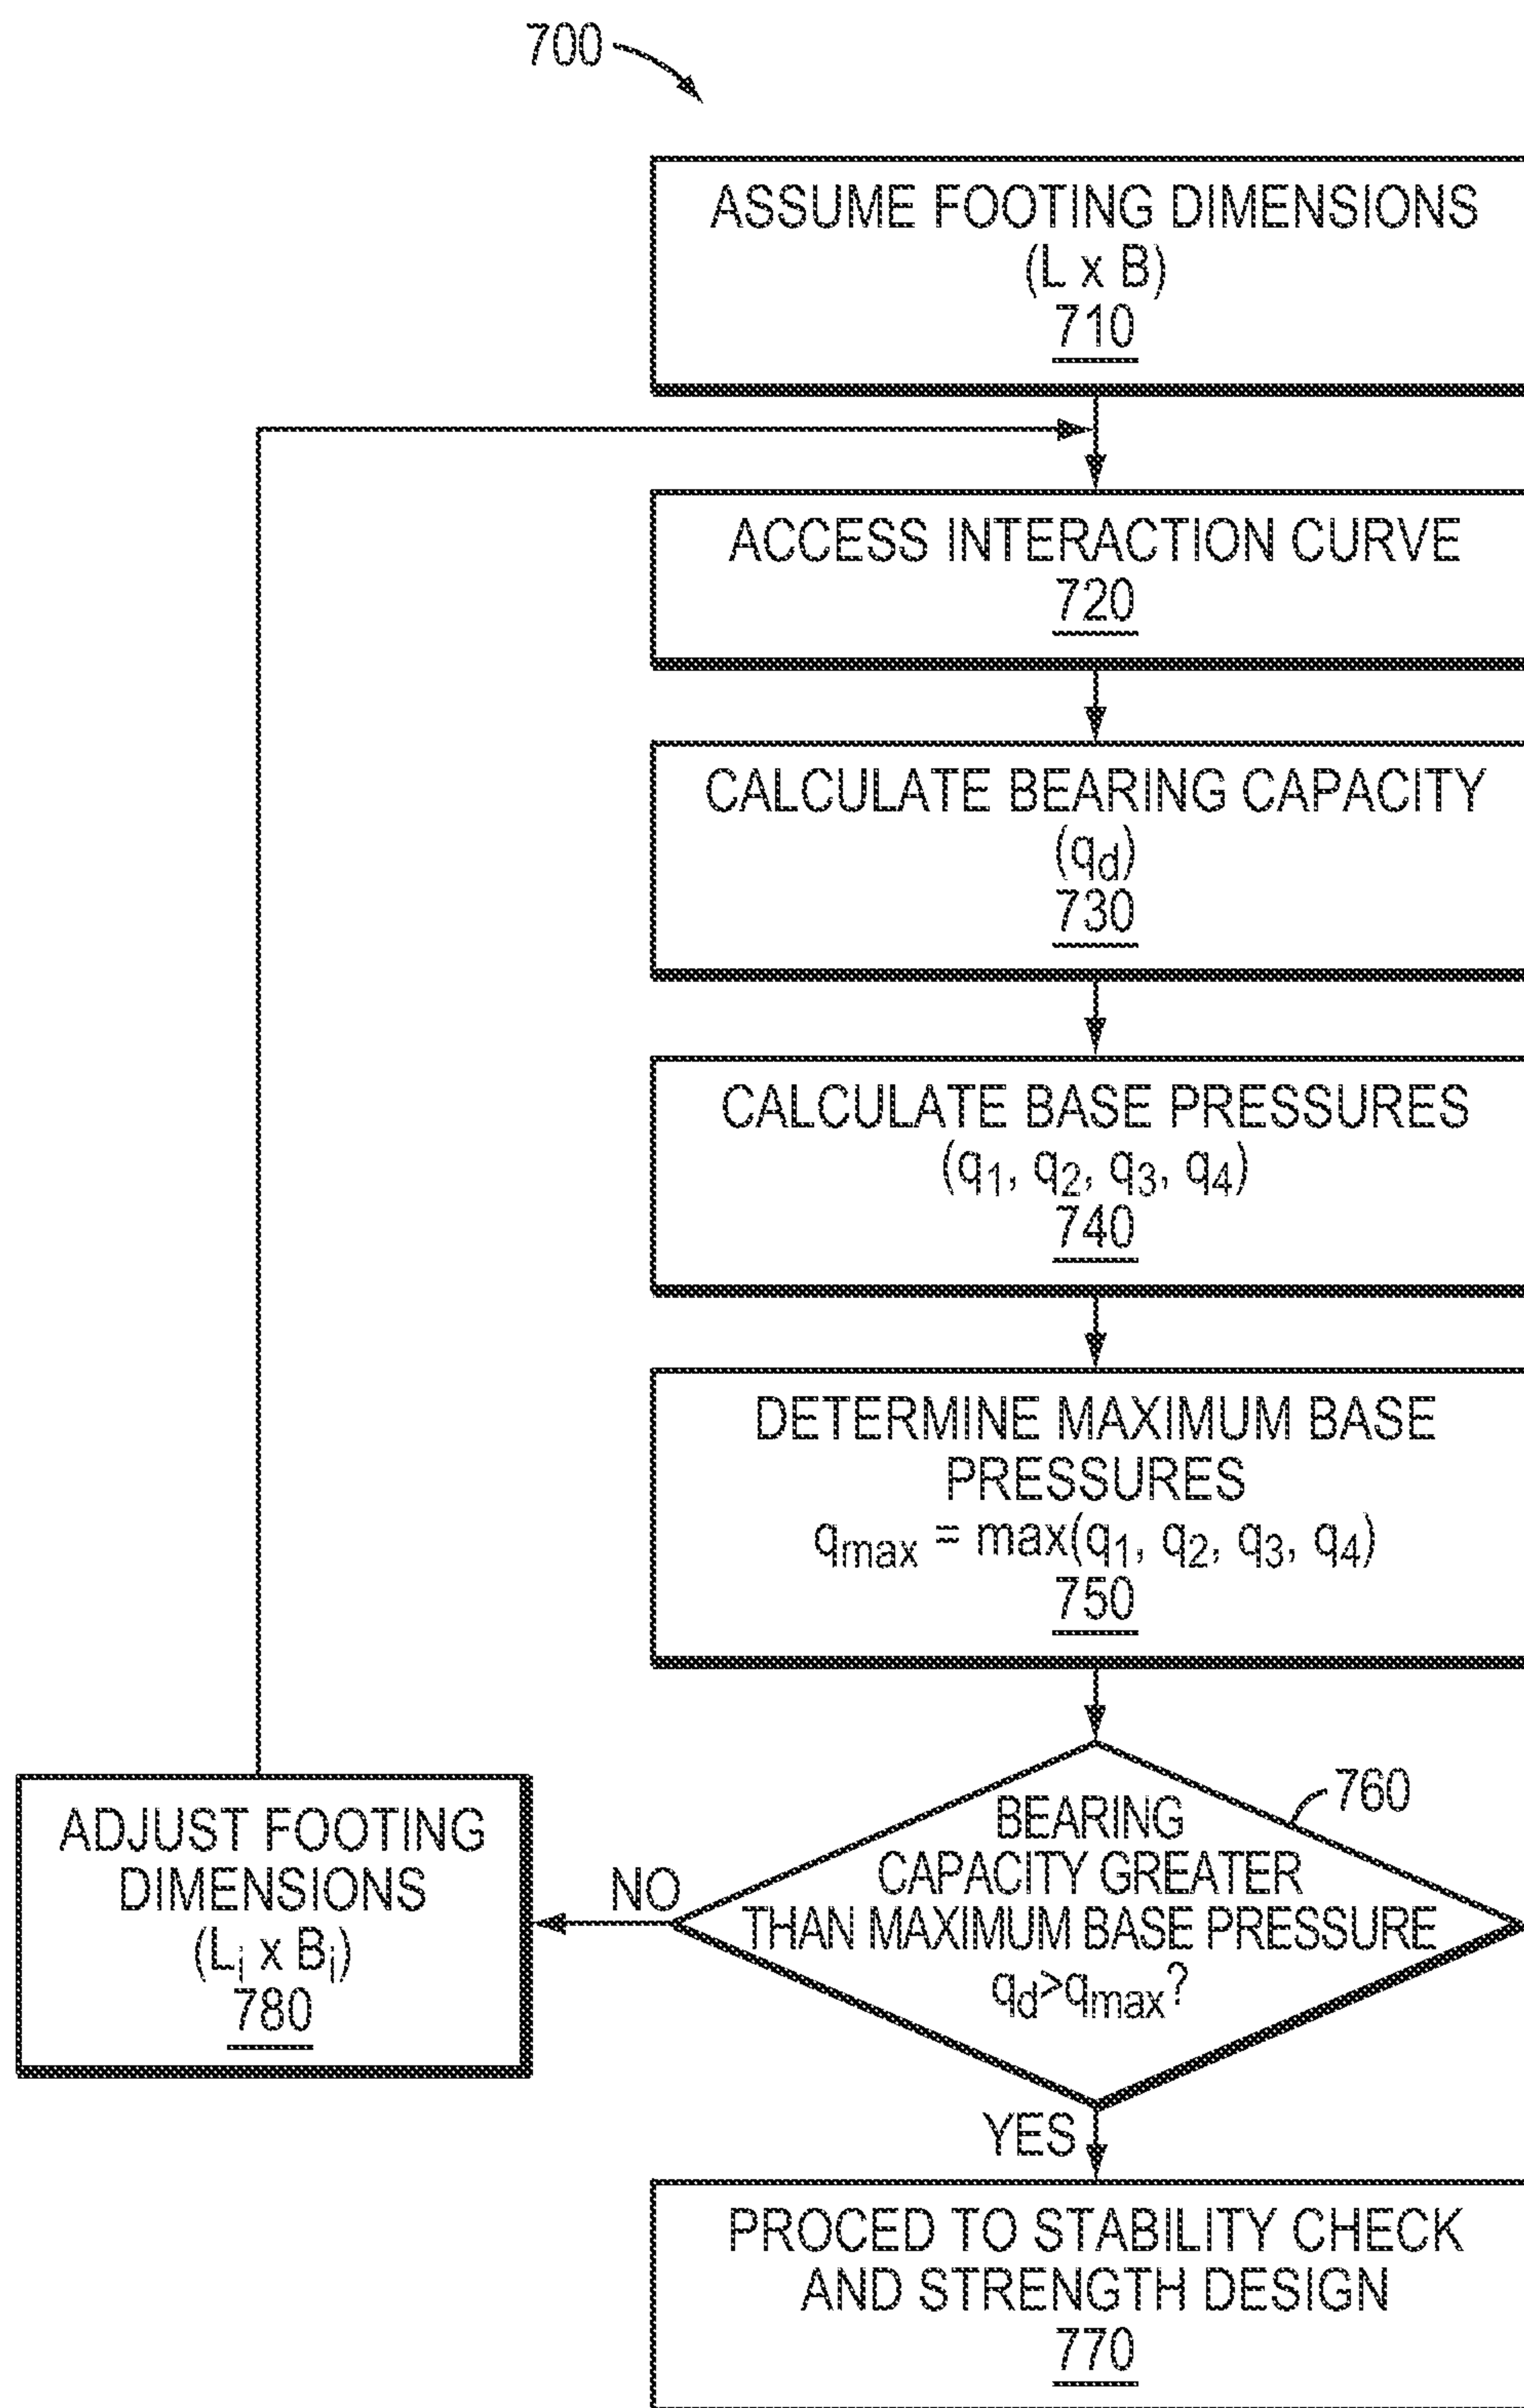 700
ASSUME FOOTING DIMENSIONS
(L x B)
710
ACCESS INTERACTION CURVE
720
CALCULATE BEARING CAPACITY
(qd)
730
CALCULATE BASE PRESSURES
(q1, q2, q3, q4)
740
DETERMINE MAXIMUM BASE
PRESSURES
qmax = max(q1, q2, q3, q4)
750
760
BEARING
CAPACITY GREATER
THAN MAXIMUM BASE PRESSURE
qd>qmax?
NO
ADJUST FOOTING
DIMENSIONS
(Li x Bi)
780
YES
PROCED TO STABILITY CHECK
AND STRENGTH DESIGN
770